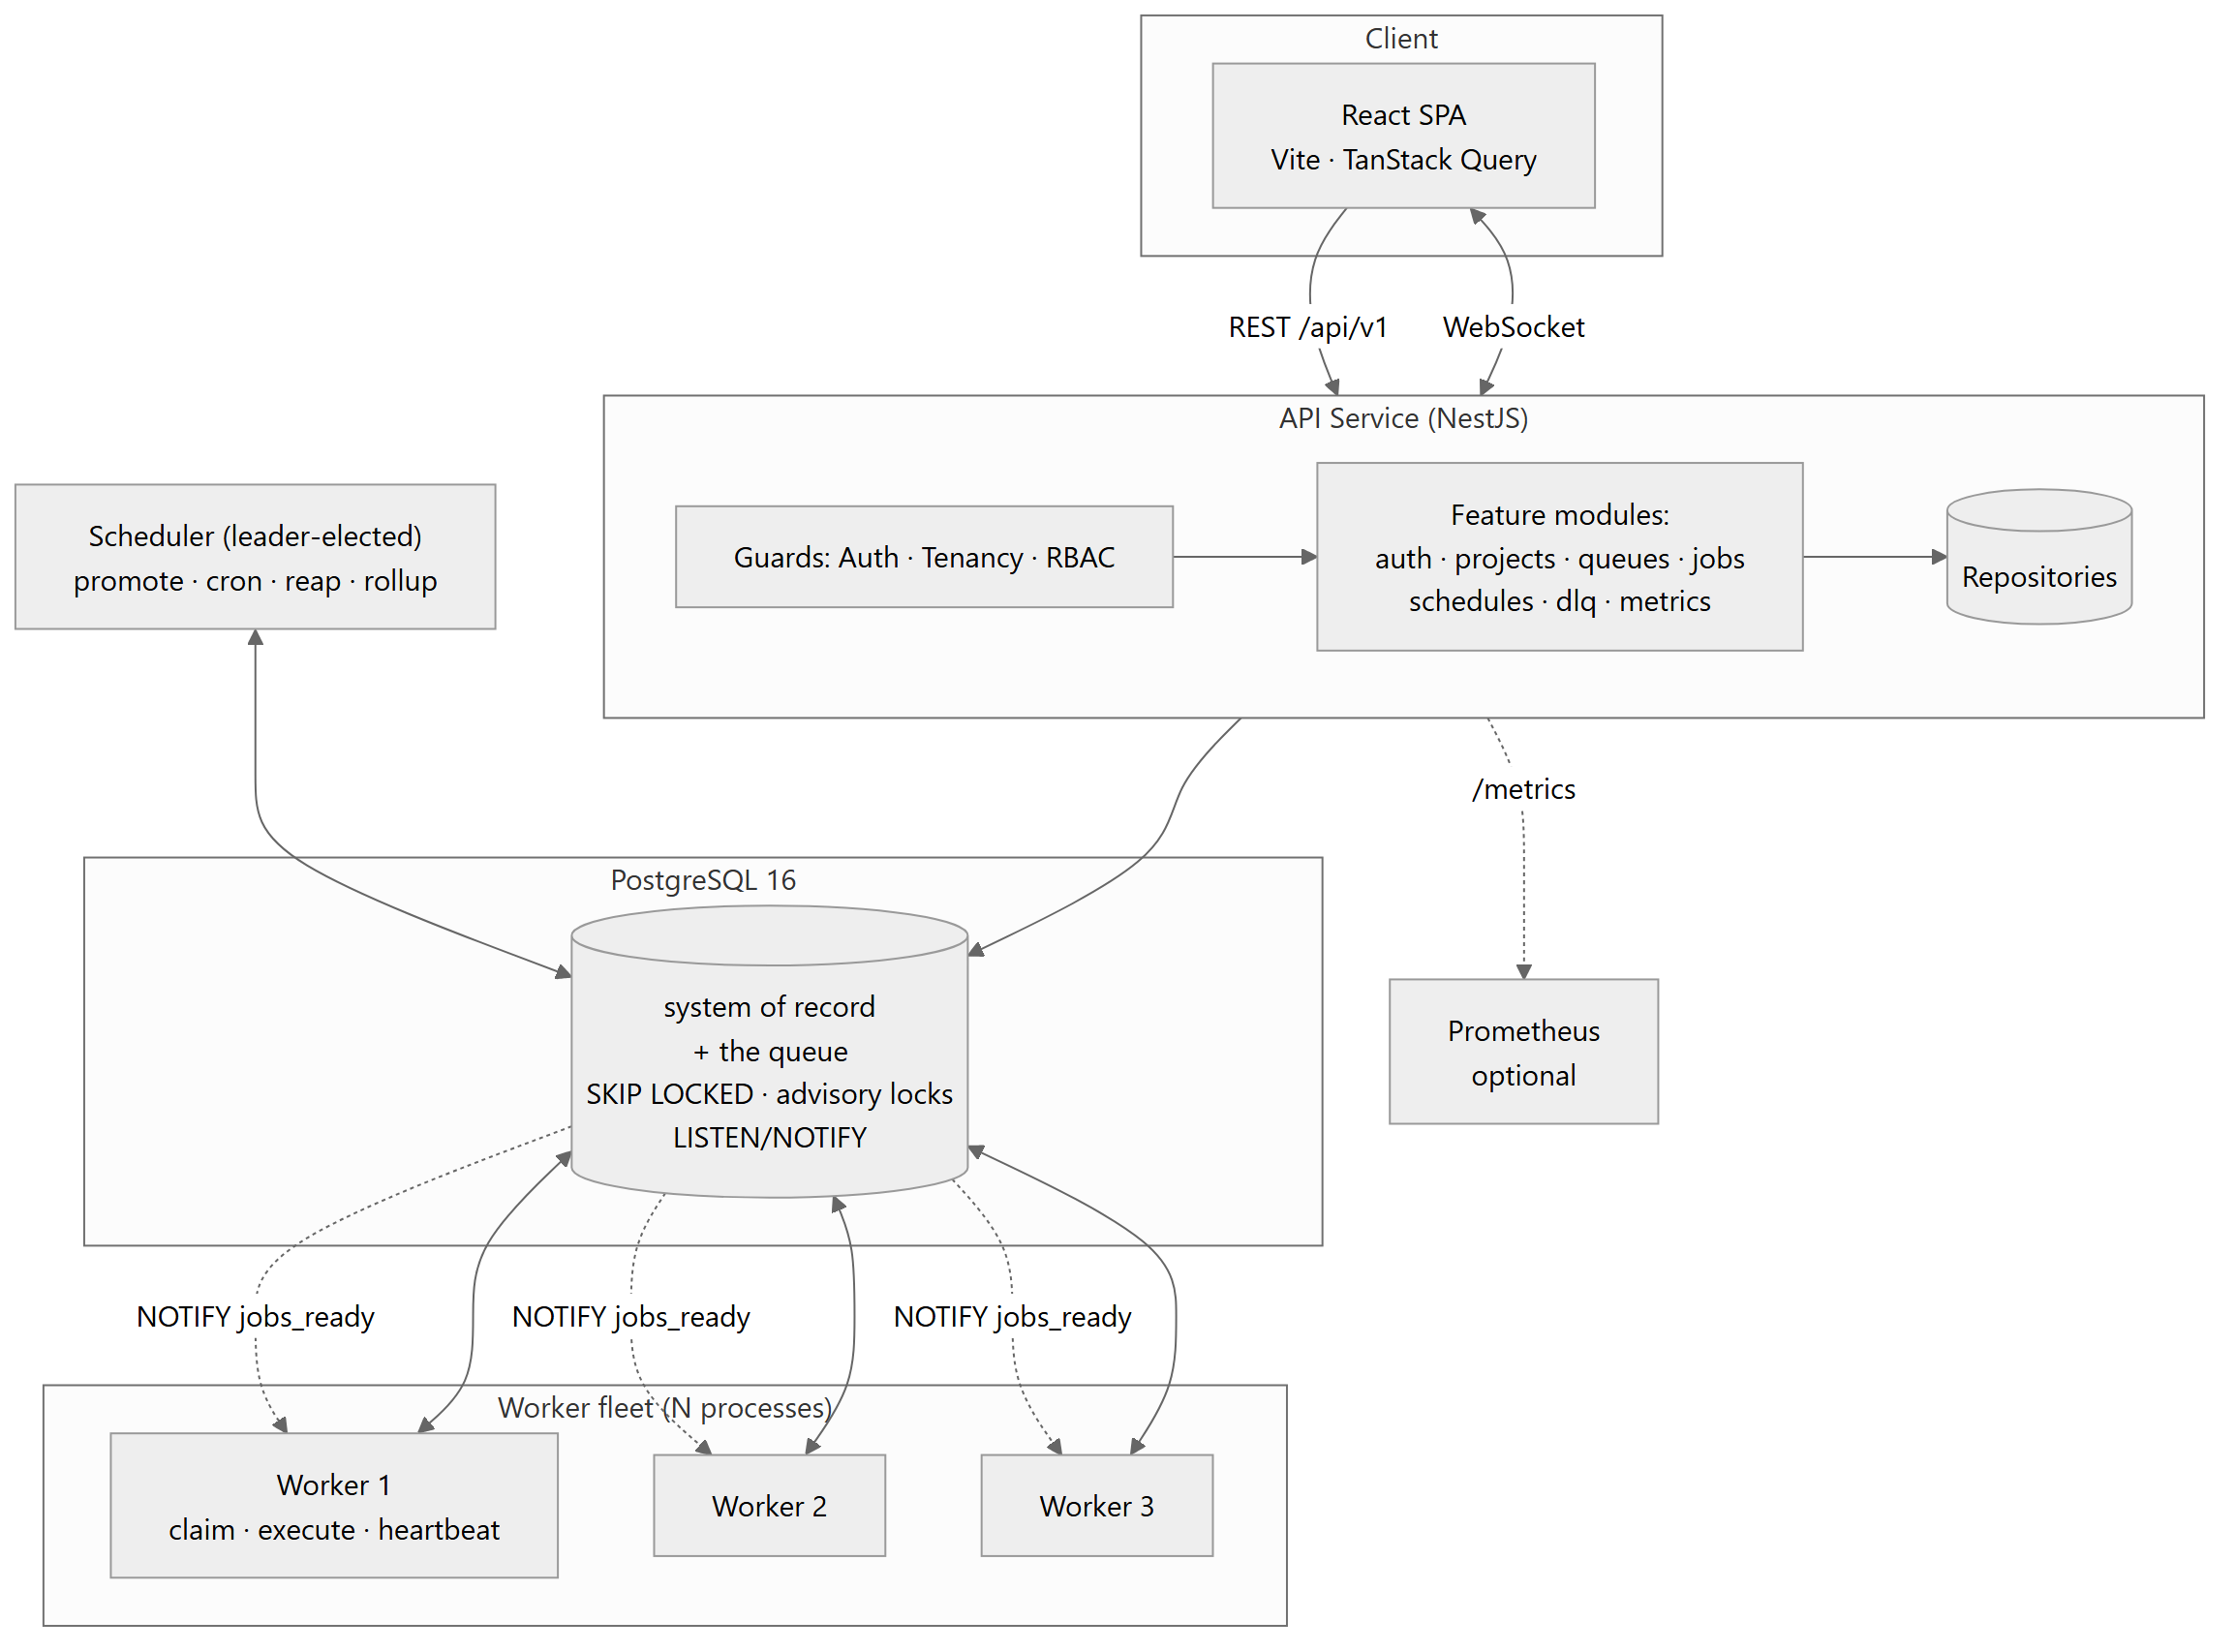 Client
React SPA
Vite · TanStack Query
REST /api/v1
WebSocket
API Service (NestJS)
Guards: Auth · Tenancy · RBAC
Feature modules:
auth · projects · queues · jobs
schedules · dlq · metrics
Repositories
Scheduler (leader-elected)
promote · cron · reap · rollup
/metrics
PostgreSQL 16
system of record
+ the queue
SKIP LOCKED · advisory locks
LISTEN/NOTIFY
Prometheus
optional
NOTIFY jobs_ready
NOTIFY jobs_ready
NOTIFY jobs_ready
Worker fleet (N processes)
Worker 1
claim · execute · heartbeat
Worker 2
Worker 3